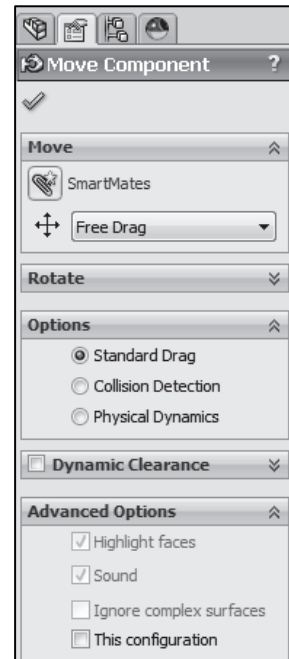 Move Component ?
Move
SmartMates
Free Drag
Rotate
Options
Standard Drag
Collision Detection
Physical Dynamics
Dynamic Clearance
Advanced Options
Highlight faces
Sound
Ignore complex surfaces
This configuration